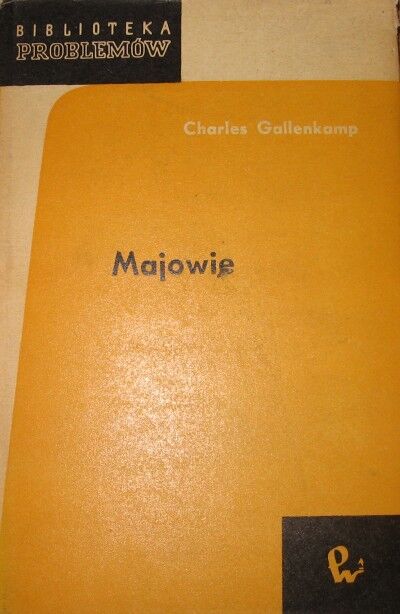 BIBLIOTEKA
PROBLEMÓW
Charles Gallenkamp
Majowie